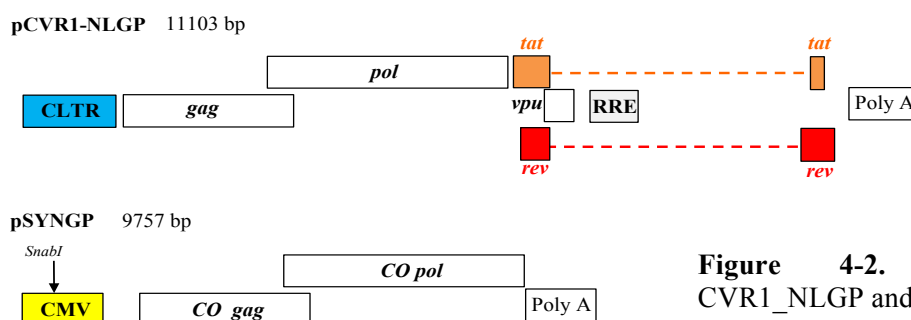 pCVR1-NLGP 11103 bp
tat tat
pol
CLTR gag vpu RRE Poly A
rev rev
pSYNGP 9757 bp
SnabI
CO pol
CMV CO gag Poly A
Figure 4-2.
CVR1_NLGP and